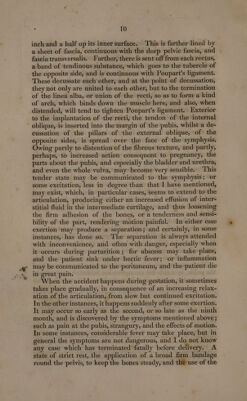 10
inch and a half up its inner surface. This is farther lined by
a sheet of fascia, continuous with the deep pelvic fascia, and
fascia transversalis. Further, there is sent off from each rectus,
a band of tendinous substance, which goes to the tubercle of
the opposite side, and is continuous with Poupart's ligament.
These decussate each other, and at the point of decussation,
they not only are united to each other, but to the termination
of the linea alba, or union of the recti, so as to form a kind
of arch, which binds down the muscle here, and also, when
distended, will tend to tighten Poupart's ligament. Exterior
to the implantation of the recti, the tendon of the internal
oblique, is inserted into the margin of the pubis, whilst a de-
cussation of the pillars of the external oblique, of the
opposite sides, is spread over the face of the symphysis.
Owing partly to distention of the fibrous texture, and partly,
perhaps, to increased action consequent to pregnancy, the
parts about the pubis, and especially the bladder and urethra,
and even the whole vulva, may become very sensible. This
tender state may be communicated to the symphysis: or
some excitation, less in degree than that I have mentioned,
may exist, which, in particular cases, seems to extend to the
articulation, producing either an increased effusion of inter-
stitial fluid in the intermediate cartilage, and thus loosening
the firm adhesion of the bones, or a tenderness and sensi-
bility of the part, rendering motion painful. In either case
exertion may produce a separation; and certainly, in some
instances, has done so. The separation is always attended
with inconvenience, and often with danger, especially when
it occurs during parturition; for abscess may take place,
and the patient sink under hectic fever; or inflammation
may be communicated to the peritoneum, and the patient die
in great pain.
When the accident happens during gestation, it sometimes
takes place gradually, in consequence of an increasing relax-
ation of the articulation, from slow but continued excitation.
In the other instances, it happens suddenly after some exertion.
It may occur so early as the second, or so late as the ninth
month, and is discovered by the symptoms mentioned above;
such as pain at the pubis, strangury, and the effects of motion.
In some instances, considerable fever may take place, but in
general the symptoms are not dangerous, and I do not know
any case which has terminated fatally before delivery. A
state of strict rest, the application of a broad firm bandage
round the pelvis, to keep the bones steady, and the use of the